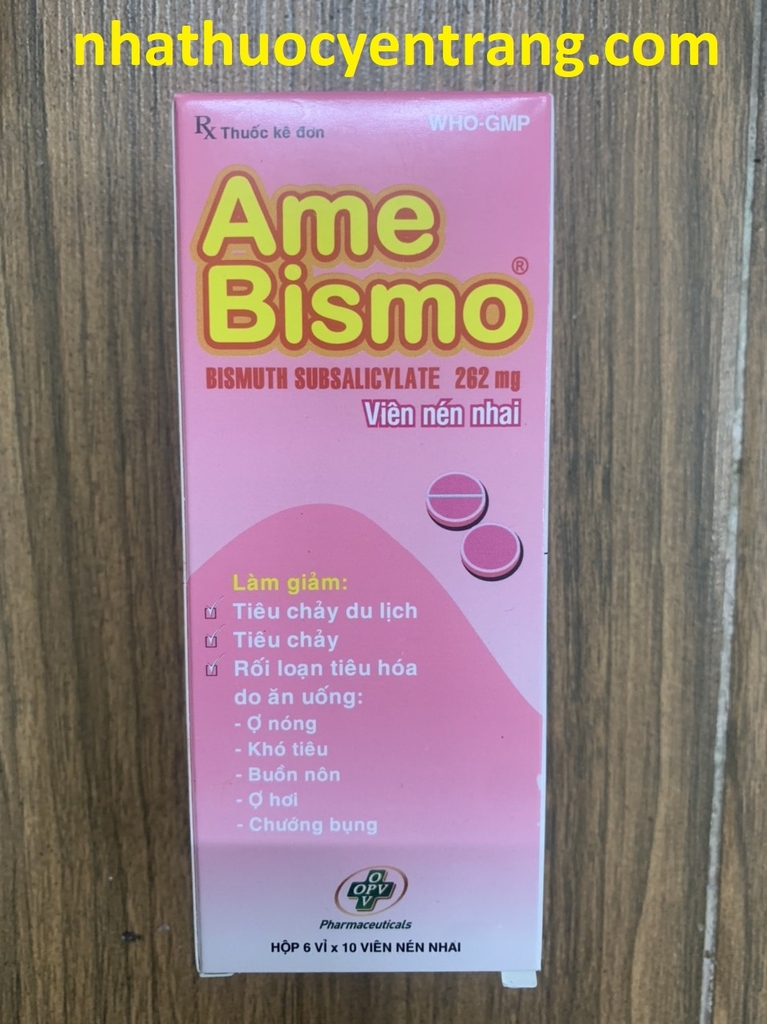 nhathuocyentrang.com
Rx Thuốc kê đơn
WHO-GMP
Ame
Bismo®
BISMUTH SUBSALICYLATE 262 mg
Viên nén nhai
Làm giảm:
Tiêu chảy du lịch
Tiêu chảy
Rối loạn tiêu hóa
do ăn uống:
- Ợ nóng
- Khó tiêu
- Buồn nôn
- Ợ hơi
- Chướng bụng
O
OPV
V
Pharmaceuticals
HỘP 6 VỈ x 10 VIÊN NÉN NHAI